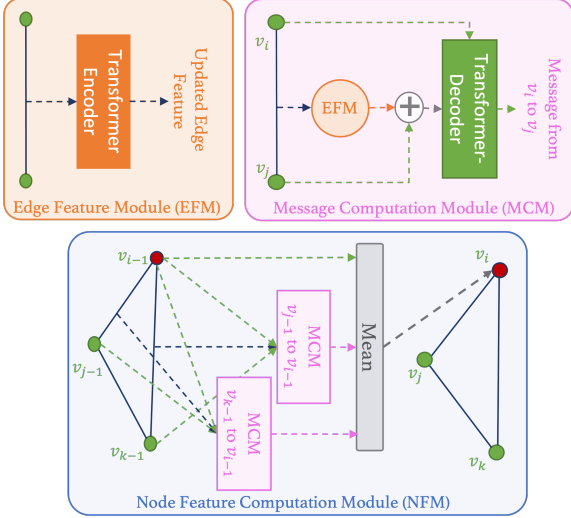 Transformer
Encoder
Updated Edge
Feature
Edge Feature Module (EFM)
v_i
v_j
EFM
+
Transformer-
Decoder
Message from
v_i to v_j
Message Computation Module (MCM)
v_{i−1}
v_{j−1}
v_{k−1}
MCM
v_{j−1} to v_{i−1}
MCM
v_{k−1} to v_{i−1}
Mean
v_i
v_j
v_k
Node Feature Computation Module (NFM)